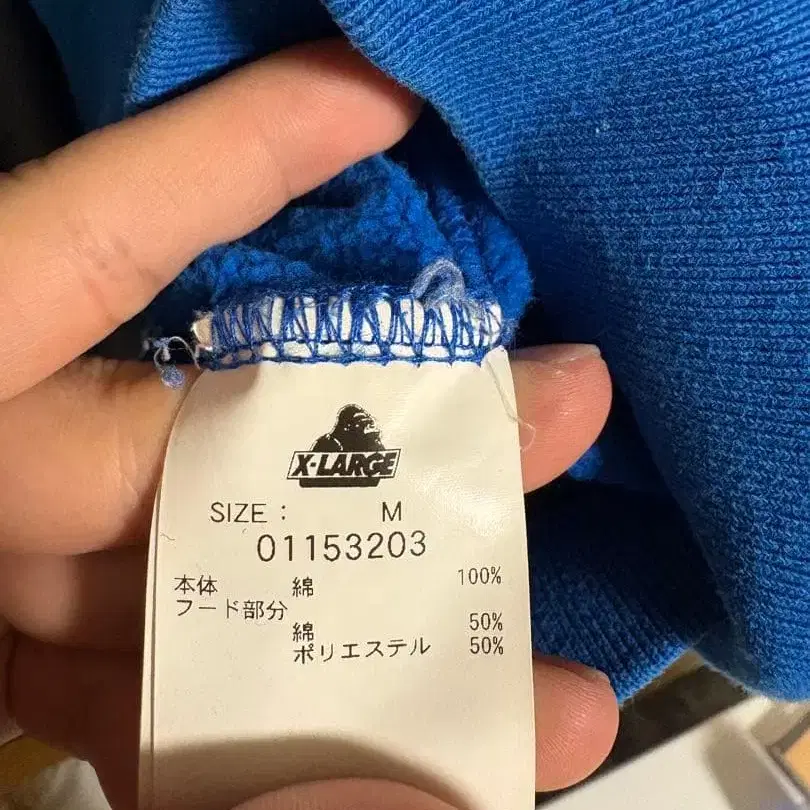 X-LARGE
SIZE : M
01153203
本体 綿 100%
フード部分
綿 50%
ポリエステル 50%